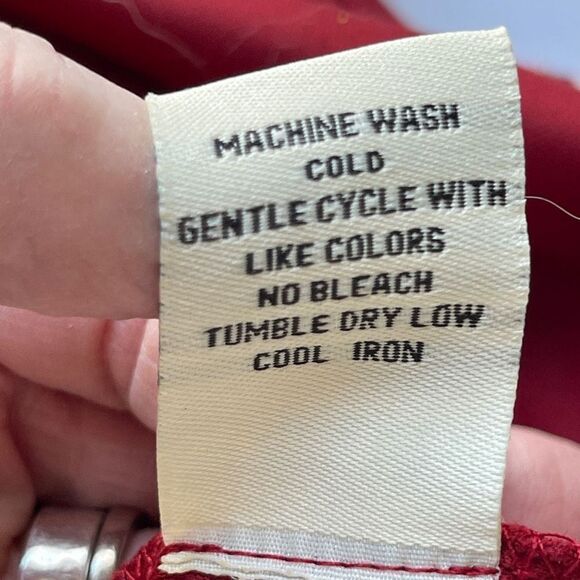 MACHINE WASH
COLD
GENTLE CYCLE WITH
LIKE COLORS
NO BLEACH
TUMBLE DRY LOW
COOL IRON